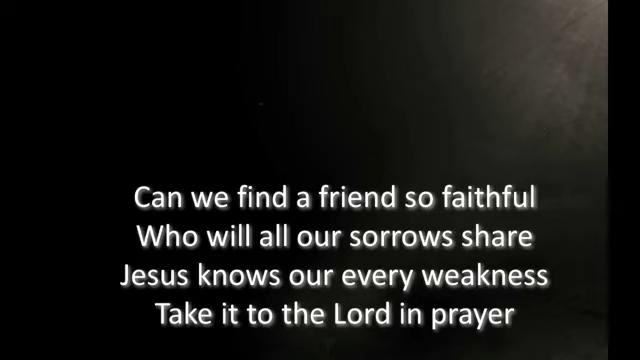 Can we find a friend so faithful
Who will all our sorrows share
Jesus knows our every weakness
Take it to the Lord in prayer